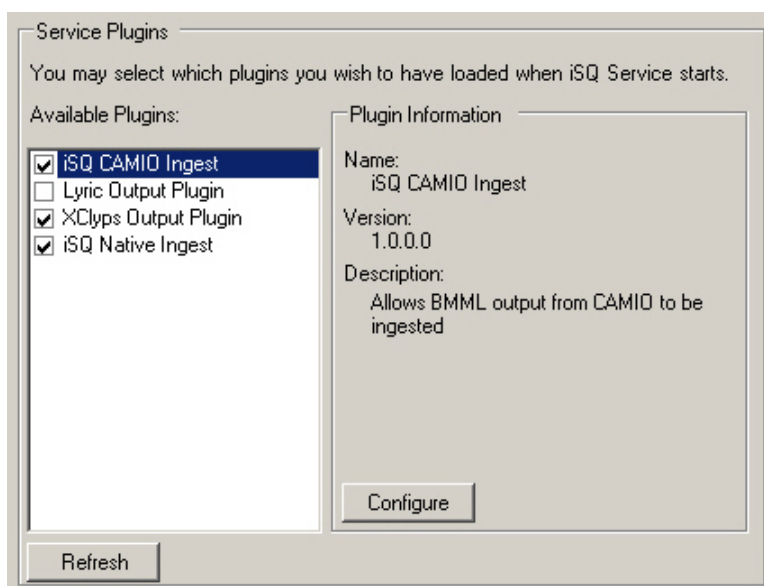 Service Plugins
You may select which plugins you wish to have loaded when iSQ Service starts.
Available Plugins:
iSQ CAMIO Ingest
Lyric Output Plugin
XClyps Output Plugin
iSQ Native Ingest
Refresh
Plugin Information
Name:
iSQ CAMIO Ingest
Version:
1.0.0.0
Description:
Allows BMML output from CAMIO to be
ingested
Configure